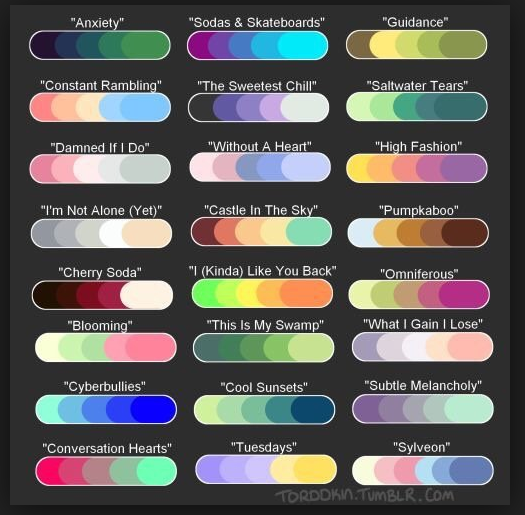 "Anxiety" "Sodas & Skateboards" "Guidance"
"Constant Rambling" "The Sweetest Chill" "Saltwater Tears"
"Damned If I Do" "Without A Heart" "High Fashion"
"I'm Not Alone (Yet)" "Castle In The Sky" "Pumpkaboo"
"Cherry Soda" "I (Kinda) Like You Back" "Omniferous"
"Blooming" "This Is My Swamp" "What I Gain I Lose"
"Cyberbullies" "Cool Sunsets" "Subtle Melancholy"
"Conversation Hearts" "Tuesdays" "Sylveon"
TORDDKIN.TUMBLR.COM